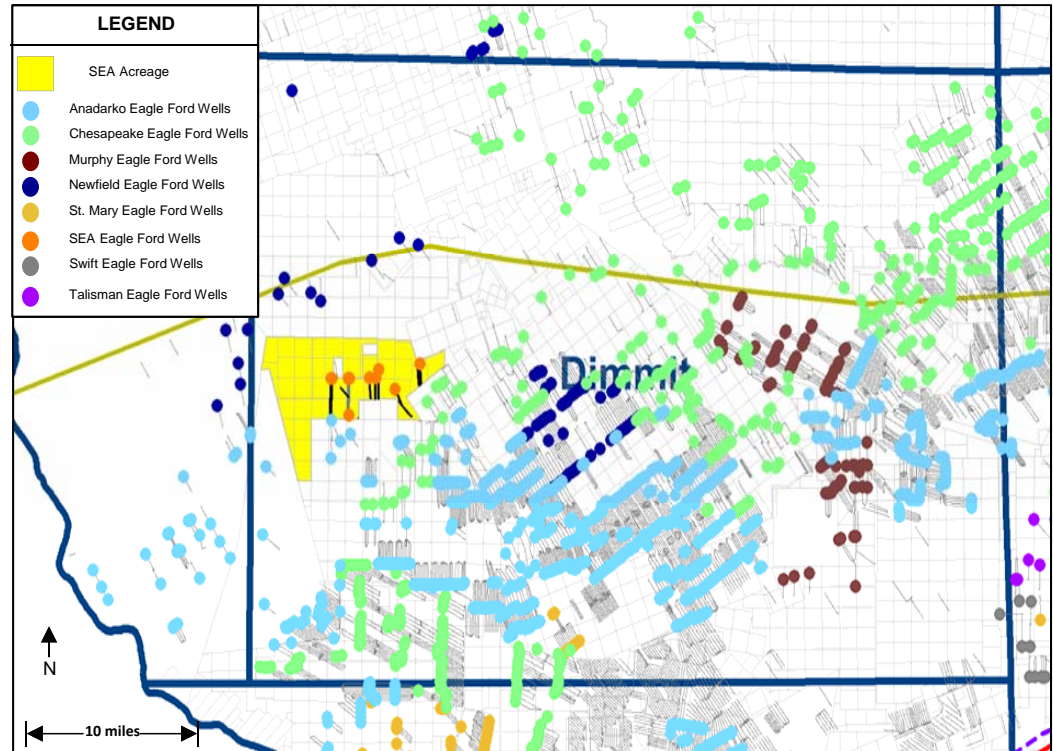 LEGEND
SEA Acreage
Anadarko Eagle Ford Wells
Chesapeake Eagle Ford Wells
Murphy Eagle Ford Wells
Newfield Eagle Ford Wells
St. Mary Eagle Ford Wells
SEA Eagle Ford Wells
Swift Eagle Ford Wells
Talisman Eagle Ford Wells
Dimmit
N
10 miles